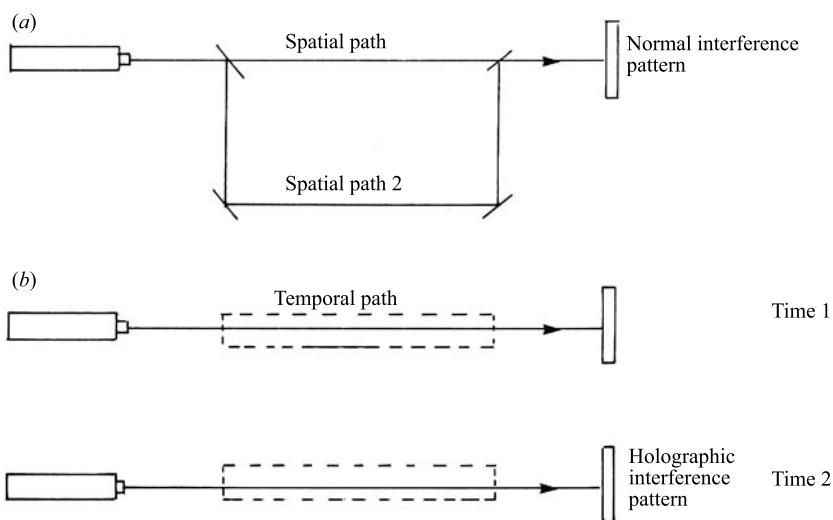 (a)
Spatial path
Normal interference
pattern
Spatial path 2
(b)
Temporal path
Time 1
Holographic
interference
pattern
Time 2